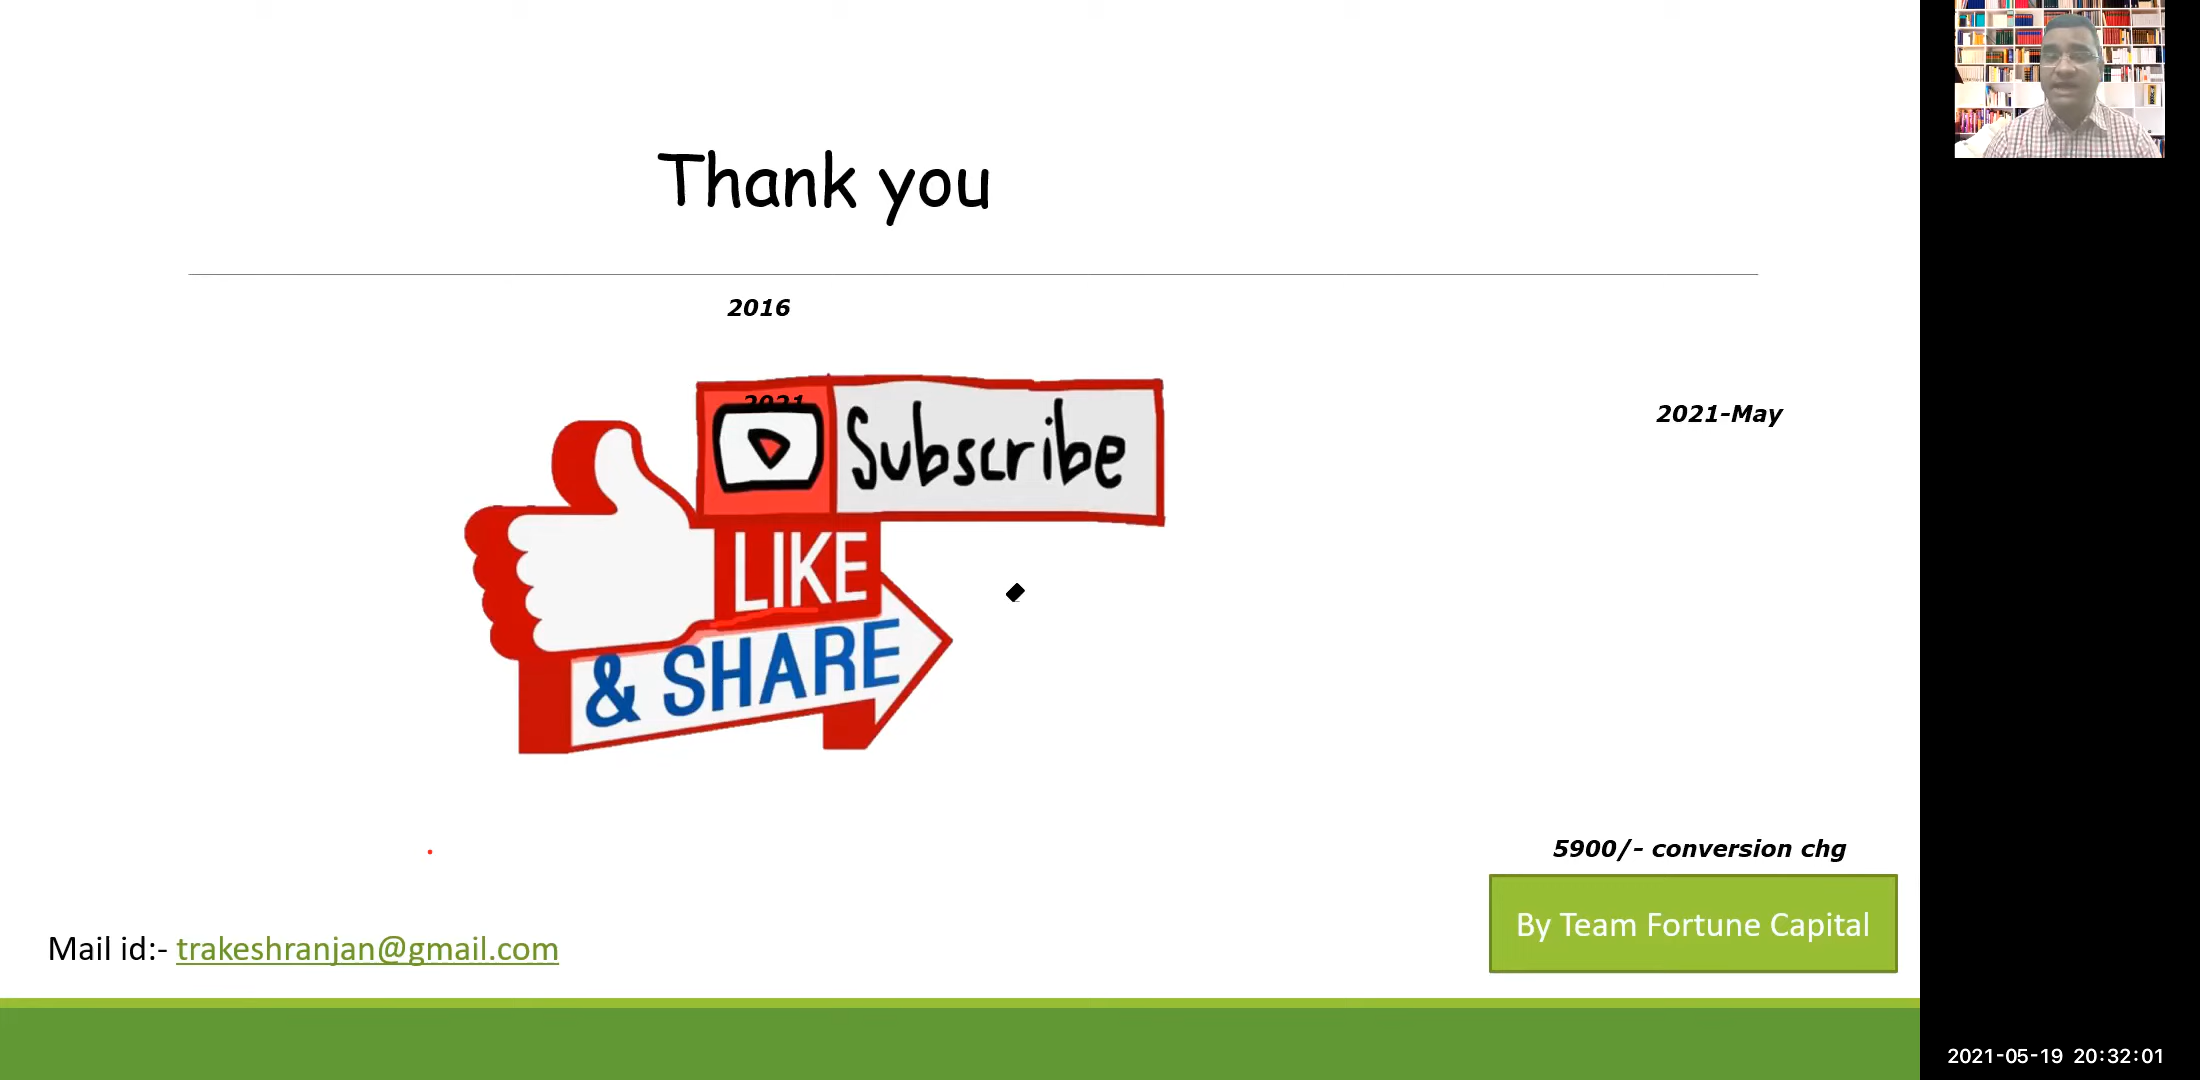 Thank you
2016
2021
Subscribe
2021-May
LIKE
& SHARE
5900/- conversion chg
By Team Fortune Capital
Mail id:- trakeshranjan@gmail.com
2021-05-19 20:32:01